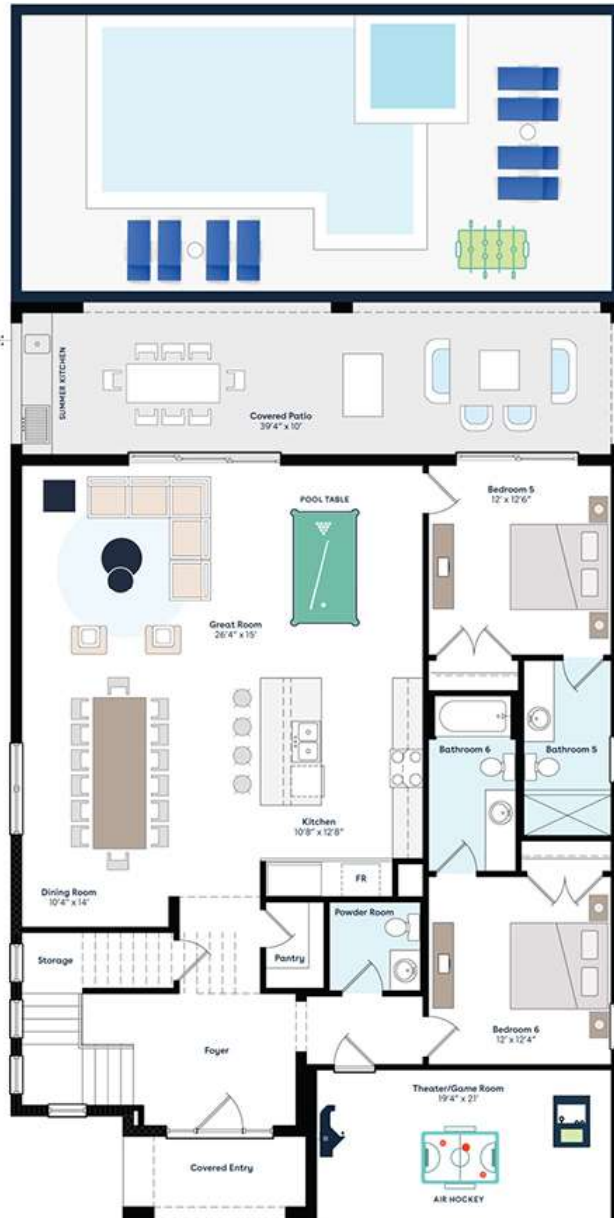 SUMMER KITCHEN
Covered Patio
39'4" x 10'
POOL TABLE
Bedroom 5
12' x 12'6"
Great Room
26'4" x 15'
Bathroom 6
Bathroom 5
Kitchen
10'8" x 12'8"
FR
Dining Room
10'4" x 14'
Powder Room
Storage
Pantry
Bedroom 6
12' x 12'4"
Foyer
Theater/Game Room
19'4" x 21'
Covered Entry
AIR HOCKEY